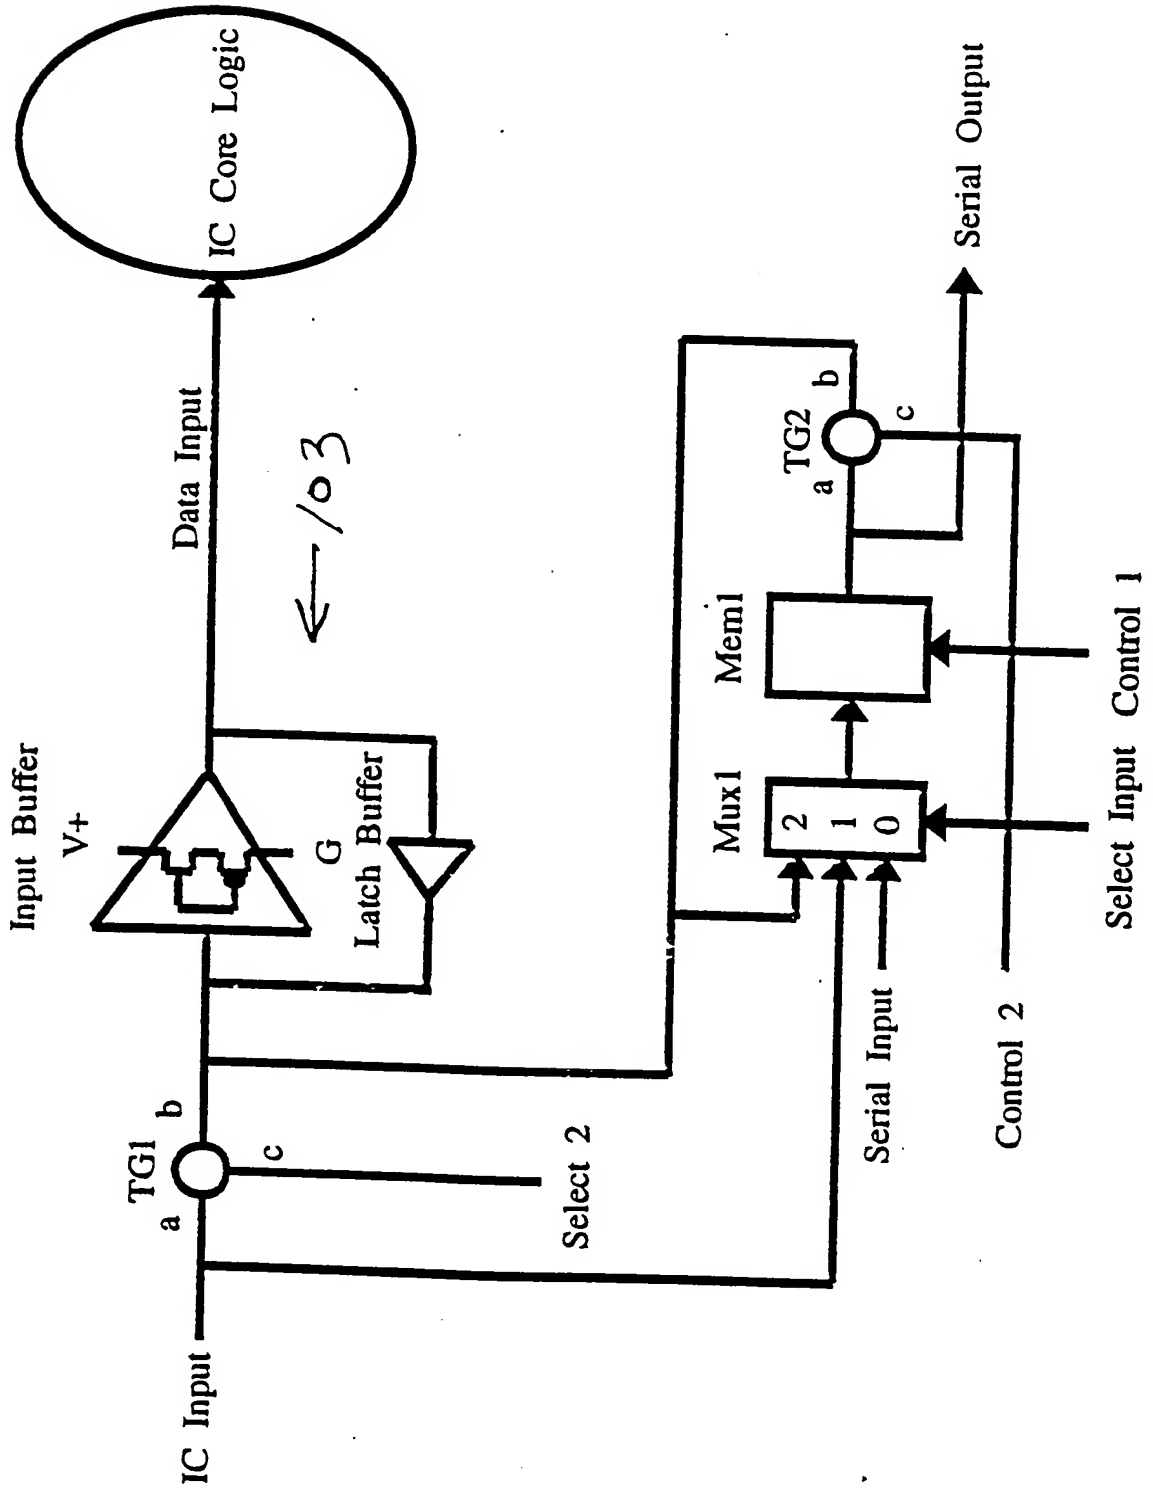 Input Buffer
V+
G
Latch Buffer
TG1
a
b
c
IC Input
Select 2
Data Input
IC Core Logic
←103
Mux1
2
1
0
Mem1
TG2
a
b
c
Serial Input
Control 2
Select Input Control 1
Serial Output